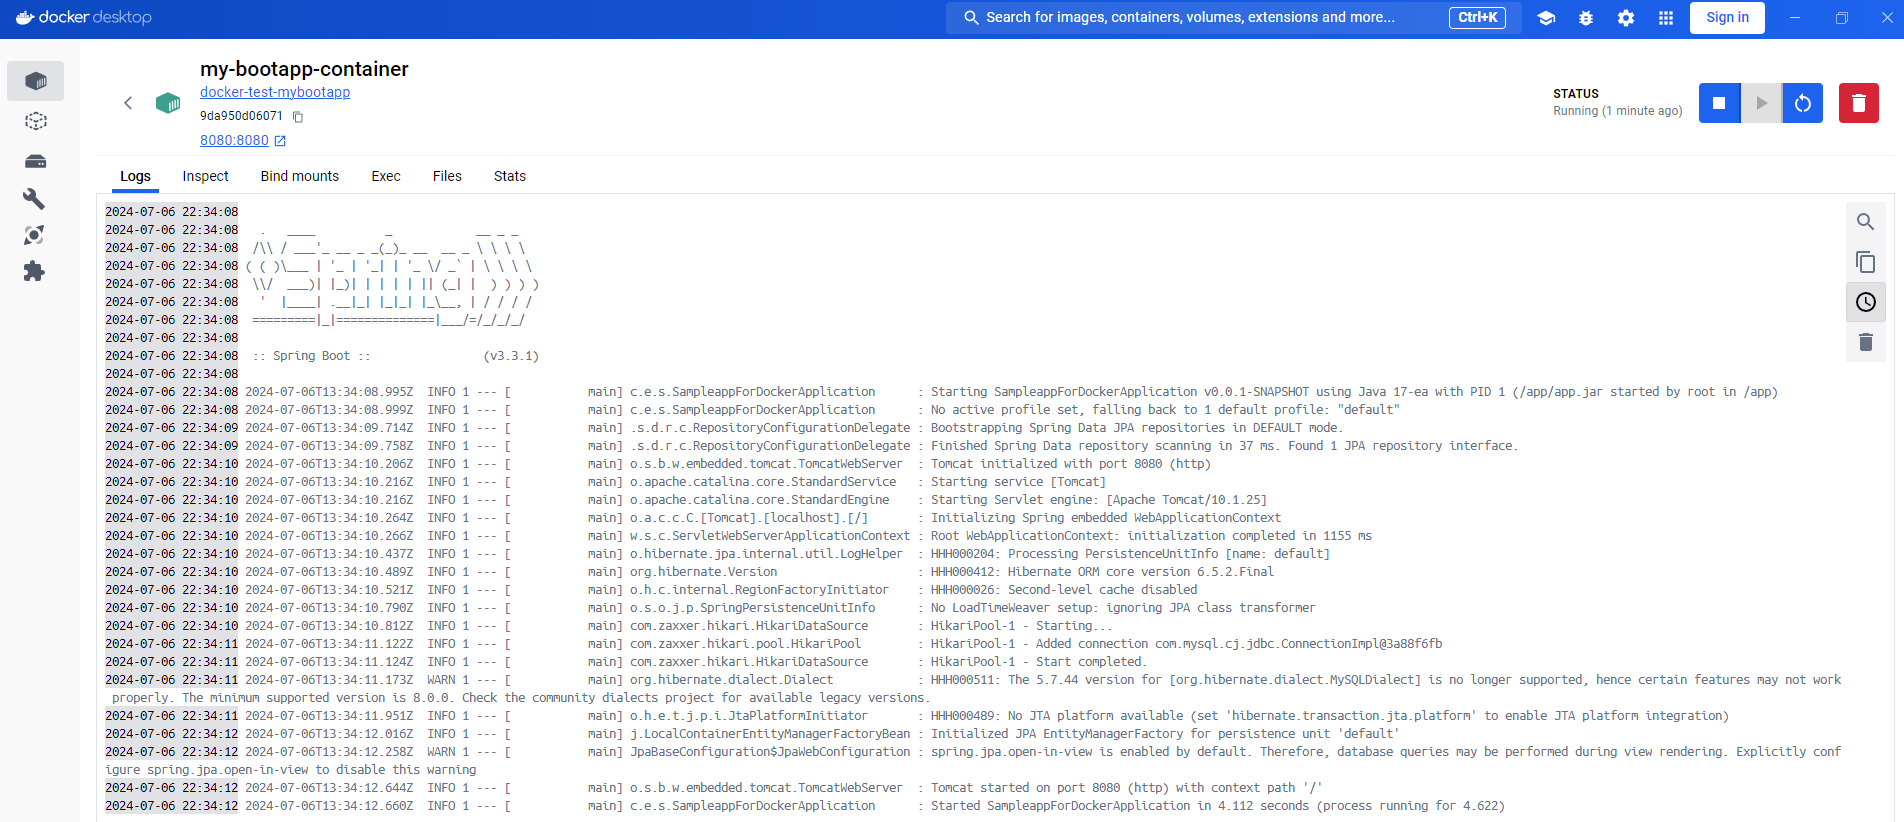 docker desktop
Search for images, containers, volumes, extensions and more...
Ctrl+K
Sign in
my-bootapp-container
docker-test-mybootapp
9da950d06071
8080:8080
STATUS
Running (1 minute ago)
Logs Inspect Bind mounts Exec Files Stats
2024-07-06 22:34:08
2024-07-06 22:34:08   .   ____          _            __ _ _
2024-07-06 22:34:08  /\\ / ___'_ __ _ _(_)_ __  __ _ \ \ \ \
2024-07-06 22:34:08 ( ( )\___ | '_ | '_| | '_ \/ _` | \ \ \ \
2024-07-06 22:34:08  \\/  ___)| |_)| | | | | || (_| |  ) ) ) )
2024-07-06 22:34:08   '  |____| .__|_| |_|_| |_\__, | / / / /
2024-07-06 22:34:08  =========|_|==============|___/=/_/_/_/
2024-07-06 22:34:08
2024-07-06 22:34:08  :: Spring Boot ::                (v3.3.1)
2024-07-06 22:34:08
2024-07-06 22:34:08 2024-07-06T13:34:08.995Z  INFO 1 --- [           main] c.e.s.SampleappForDockerApplication      : Starting SampleappForDockerApplication v0.0.1-SNAPSHOT using Java 17-ea with PID 1 (/app/app.jar started by root in /app)
2024-07-06 22:34:08 2024-07-06T13:34:08.999Z  INFO 1 --- [           main] c.e.s.SampleappForDockerApplication      : No active profile set, falling back to 1 default profile: "default"
2024-07-06 22:34:09 2024-07-06T13:34:09.714Z  INFO 1 --- [           main] .s.d.r.c.RepositoryConfigurationDelegate : Bootstrapping Spring Data JPA repositories in DEFAULT mode.
2024-07-06 22:34:09 2024-07-06T13:34:09.758Z  INFO 1 --- [           main] .s.d.r.c.RepositoryConfigurationDelegate : Finished Spring Data repository scanning in 37 ms. Found 1 JPA repository interface.
2024-07-06 22:34:10 2024-07-06T13:34:10.206Z  INFO 1 --- [           main] o.s.b.w.embedded.tomcat.TomcatWebServer  : Tomcat initialized with port 8080 (http)
2024-07-06 22:34:10 2024-07-06T13:34:10.216Z  INFO 1 --- [           main] o.apache.catalina.core.StandardService   : Starting service [Tomcat]
2024-07-06 22:34:10 2024-07-06T13:34:10.216Z  INFO 1 --- [           main] o.apache.catalina.core.StandardEngine    : Starting Servlet engine: [Apache Tomcat/10.1.25]
2024-07-06 22:34:10 2024-07-06T13:34:10.264Z  INFO 1 --- [           main] o.a.c.c.C.[Tomcat].[localhost].[/]       : Initializing Spring embedded WebApplicationContext
2024-07-06 22:34:10 2024-07-06T13:34:10.266Z  INFO 1 --- [           main] w.s.c.ServletWebServerApplicationContext : Root WebApplicationContext: initialization completed in 1155 ms
2024-07-06 22:34:10 2024-07-06T13:34:10.437Z  INFO 1 --- [           main] o.hibernate.jpa.internal.util.LogHelper  : HHH000204: Processing PersistenceUnitInfo [name: default]
2024-07-06 22:34:10 2024-07-06T13:34:10.489Z  INFO 1 --- [           main] org.hibernate.Version                    : HHH000412: Hibernate ORM core version 6.5.2.Final
2024-07-06 22:34:10 2024-07-06T13:34:10.521Z  INFO 1 --- [           main] o.h.c.internal.RegionFactoryInitiator    : HHH000026: Second-level cache disabled
2024-07-06 22:34:10 2024-07-06T13:34:10.790Z  INFO 1 --- [           main] o.s.o.j.p.SpringPersistenceUnitInfo      : No LoadTimeWeaver setup: ignoring JPA class transformer
2024-07-06 22:34:10 2024-07-06T13:34:10.812Z  INFO 1 --- [           main] com.zaxxer.hikari.HikariDataSource       : HikariPool-1 - Starting...
2024-07-06 22:34:11 2024-07-06T13:34:11.122Z  INFO 1 --- [           main] com.zaxxer.hikari.pool.HikariPool        : HikariPool-1 - Added connection com.mysql.cj.jdbc.ConnectionImpl@3a88f6fb
2024-07-06 22:34:11 2024-07-06T13:34:11.124Z  INFO 1 --- [           main] com.zaxxer.hikari.HikariDataSource       : HikariPool-1 - Start completed.
2024-07-06 22:34:11 2024-07-06T13:34:11.173Z  WARN 1 --- [           main] org.hibernate.dialect.Dialect            : HHH000511: The 5.7.44 version for [org.hibernate.dialect.MySQLDialect] is no longer supported, hence certain features may not work
properly. The minimum supported version is 8.0.0. Check the community dialects project for available legacy versions.
2024-07-06 22:34:11 2024-07-06T13:34:11.951Z  INFO 1 --- [           main] o.h.e.t.j.p.i.JtaPlatformInitiator       : HHH000489: No JTA platform available (set 'hibernate.transaction.jta.platform' to enable JTA platform integration)
2024-07-06 22:34:12 2024-07-06T13:34:12.016Z  INFO 1 --- [           main] j.LocalContainerEntityManagerFactoryBean : Initialized JPA EntityManagerFactory for persistence unit 'default'
2024-07-06 22:34:12 2024-07-06T13:34:12.258Z  WARN 1 --- [           main] JpaBaseConfiguration$JpaWebConfiguration : spring.jpa.open-in-view is enabled by default. Therefore, database queries may be performed during view rendering. Explicitly conf
igure spring.jpa.open-in-view to disable this warning
2024-07-06 22:34:12 2024-07-06T13:34:12.644Z  INFO 1 --- [           main] o.s.b.w.embedded.tomcat.TomcatWebServer  : Tomcat started on port 8080 (http) with context path '/'
2024-07-06 22:34:12 2024-07-06T13:34:12.660Z  INFO 1 --- [           main] c.e.s.SampleappForDockerApplication      : Started SampleappForDockerApplication in 4.112 seconds (process running for 4.622)